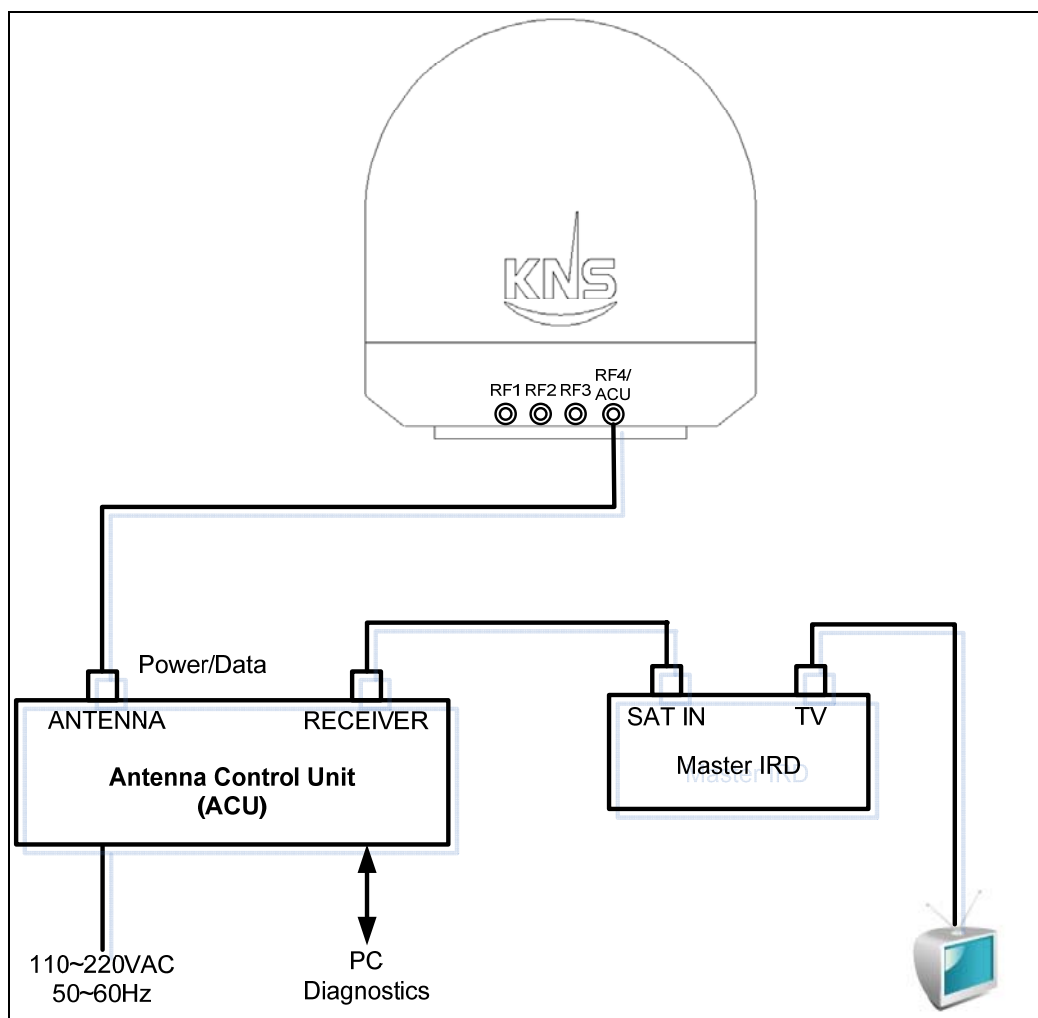 KNS
RF1 RF2 RF3 RF4/
ACU
Power/Data
ANTENNA RECEIVER
Antenna Control Unit
(ACU)
SAT IN TV
Master IRD
110~220VAC
50~60Hz
PC
Diagnostics